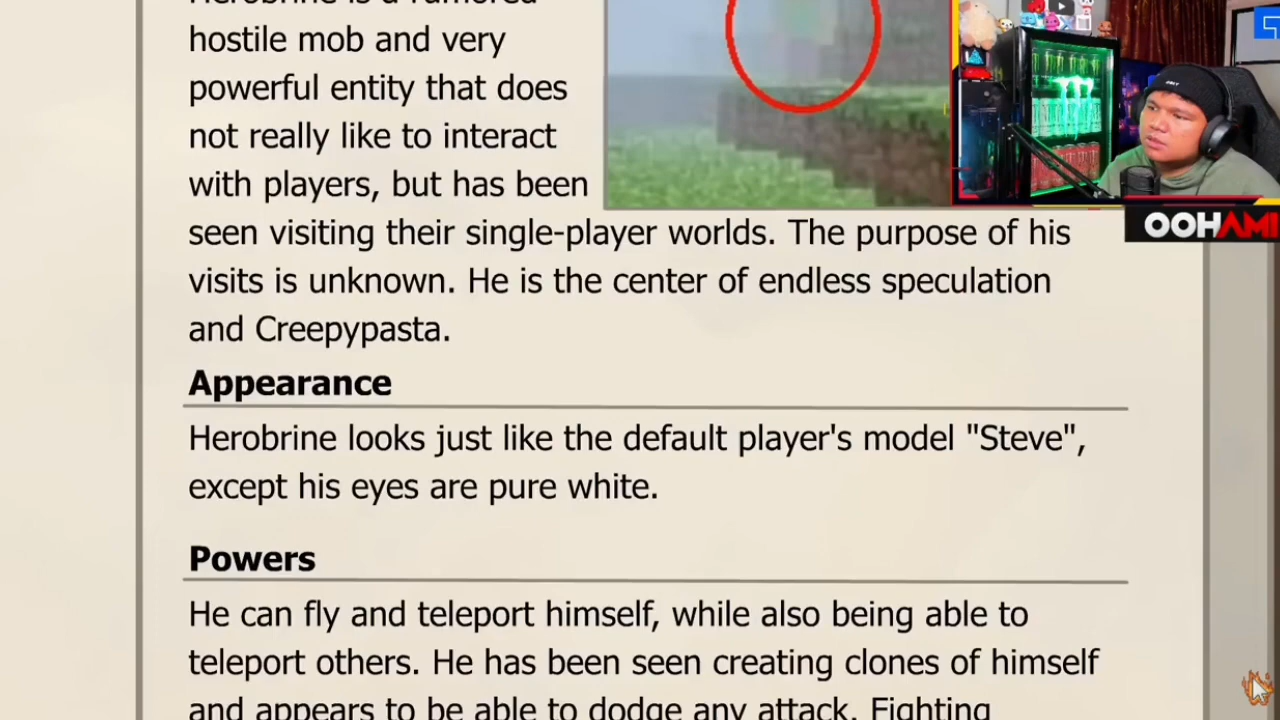 Herobrine is a rumored
hostile mob and very
powerful entity that does
not really like to interact
with players, but has been
seen visiting their single-player worlds. The purpose of his
visits is unknown. He is the center of endless speculation
and Creepypasta.
OOHAMI
Appearance
Herobrine looks just like the default player's model "Steve",
except his eyes are pure white.
Powers
He can fly and teleport himself, while also being able to
teleport others. He has been seen creating clones of himself
and appears to be able to dodge any attack. Fighting